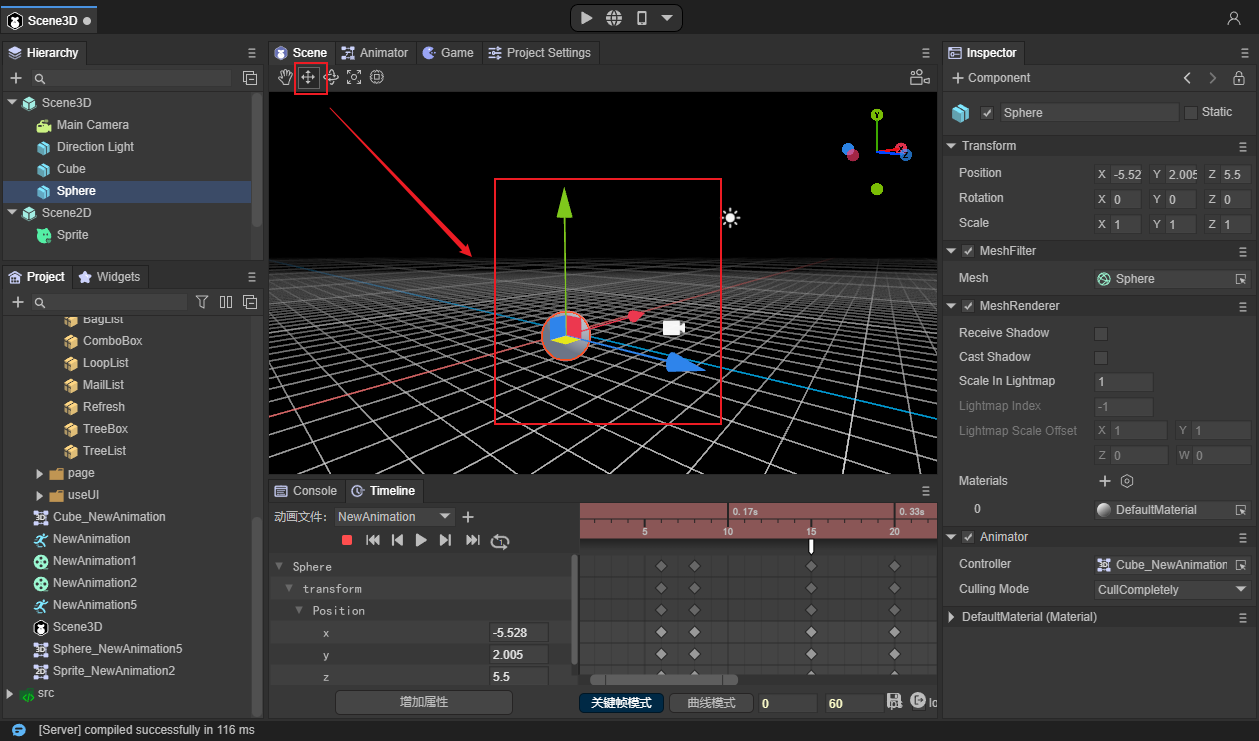 Scene3D
Hierarchy
Scene3D
Main Camera
Direction Light
Cube
Sphere
Scene2D
Sprite
Project Widgets
BagList
ComboBox
LoopList
MailList
Refresh
TreeBox
TreeList
page
useUI
Cube_NewAnimation
NewAnimation
NewAnimation1
NewAnimation2
NewAnimation5
Scene3D
Sphere_NewAnimation5
Sprite_NewAnimation2
src
Scene Animator Game Project Settings
Y
X
Z
Console Timeline
动画文件: NewAnimation
0.17s 0.33s
5 10 15 20
Sphere
transform
Position
x -5.528
y 2.005
z 5.5
增加属性
关键帧模式 曲线模式 0 60
Inspector
Component
Sphere Static
Transform
Position X -5.52 Y 2.005 Z 5.5
Rotation X 0 Y 0 Z 0
Scale X 1 Y 1 Z 1
MeshFilter
Mesh Sphere
MeshRenderer
Receive Shadow
Cast Shadow
Scale In Lightmap 1
Lightmap Index -1
Lightmap Scale Offset X 1 Y 1
Z 0 W 0
Materials
0 DefaultMaterial
Animator
Controller Cube_NewAnimation
Culling Mode CullCompletely
DefaultMaterial (Material)
[Server] compiled successfully in 116 ms